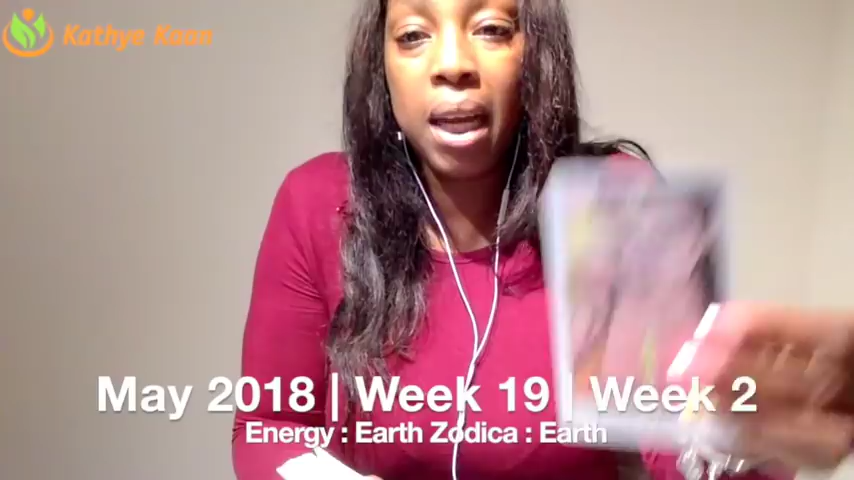 Kathye Kaan
May 2018 | Week 19 | Week 2
Energy : Earth Zodica : Earth